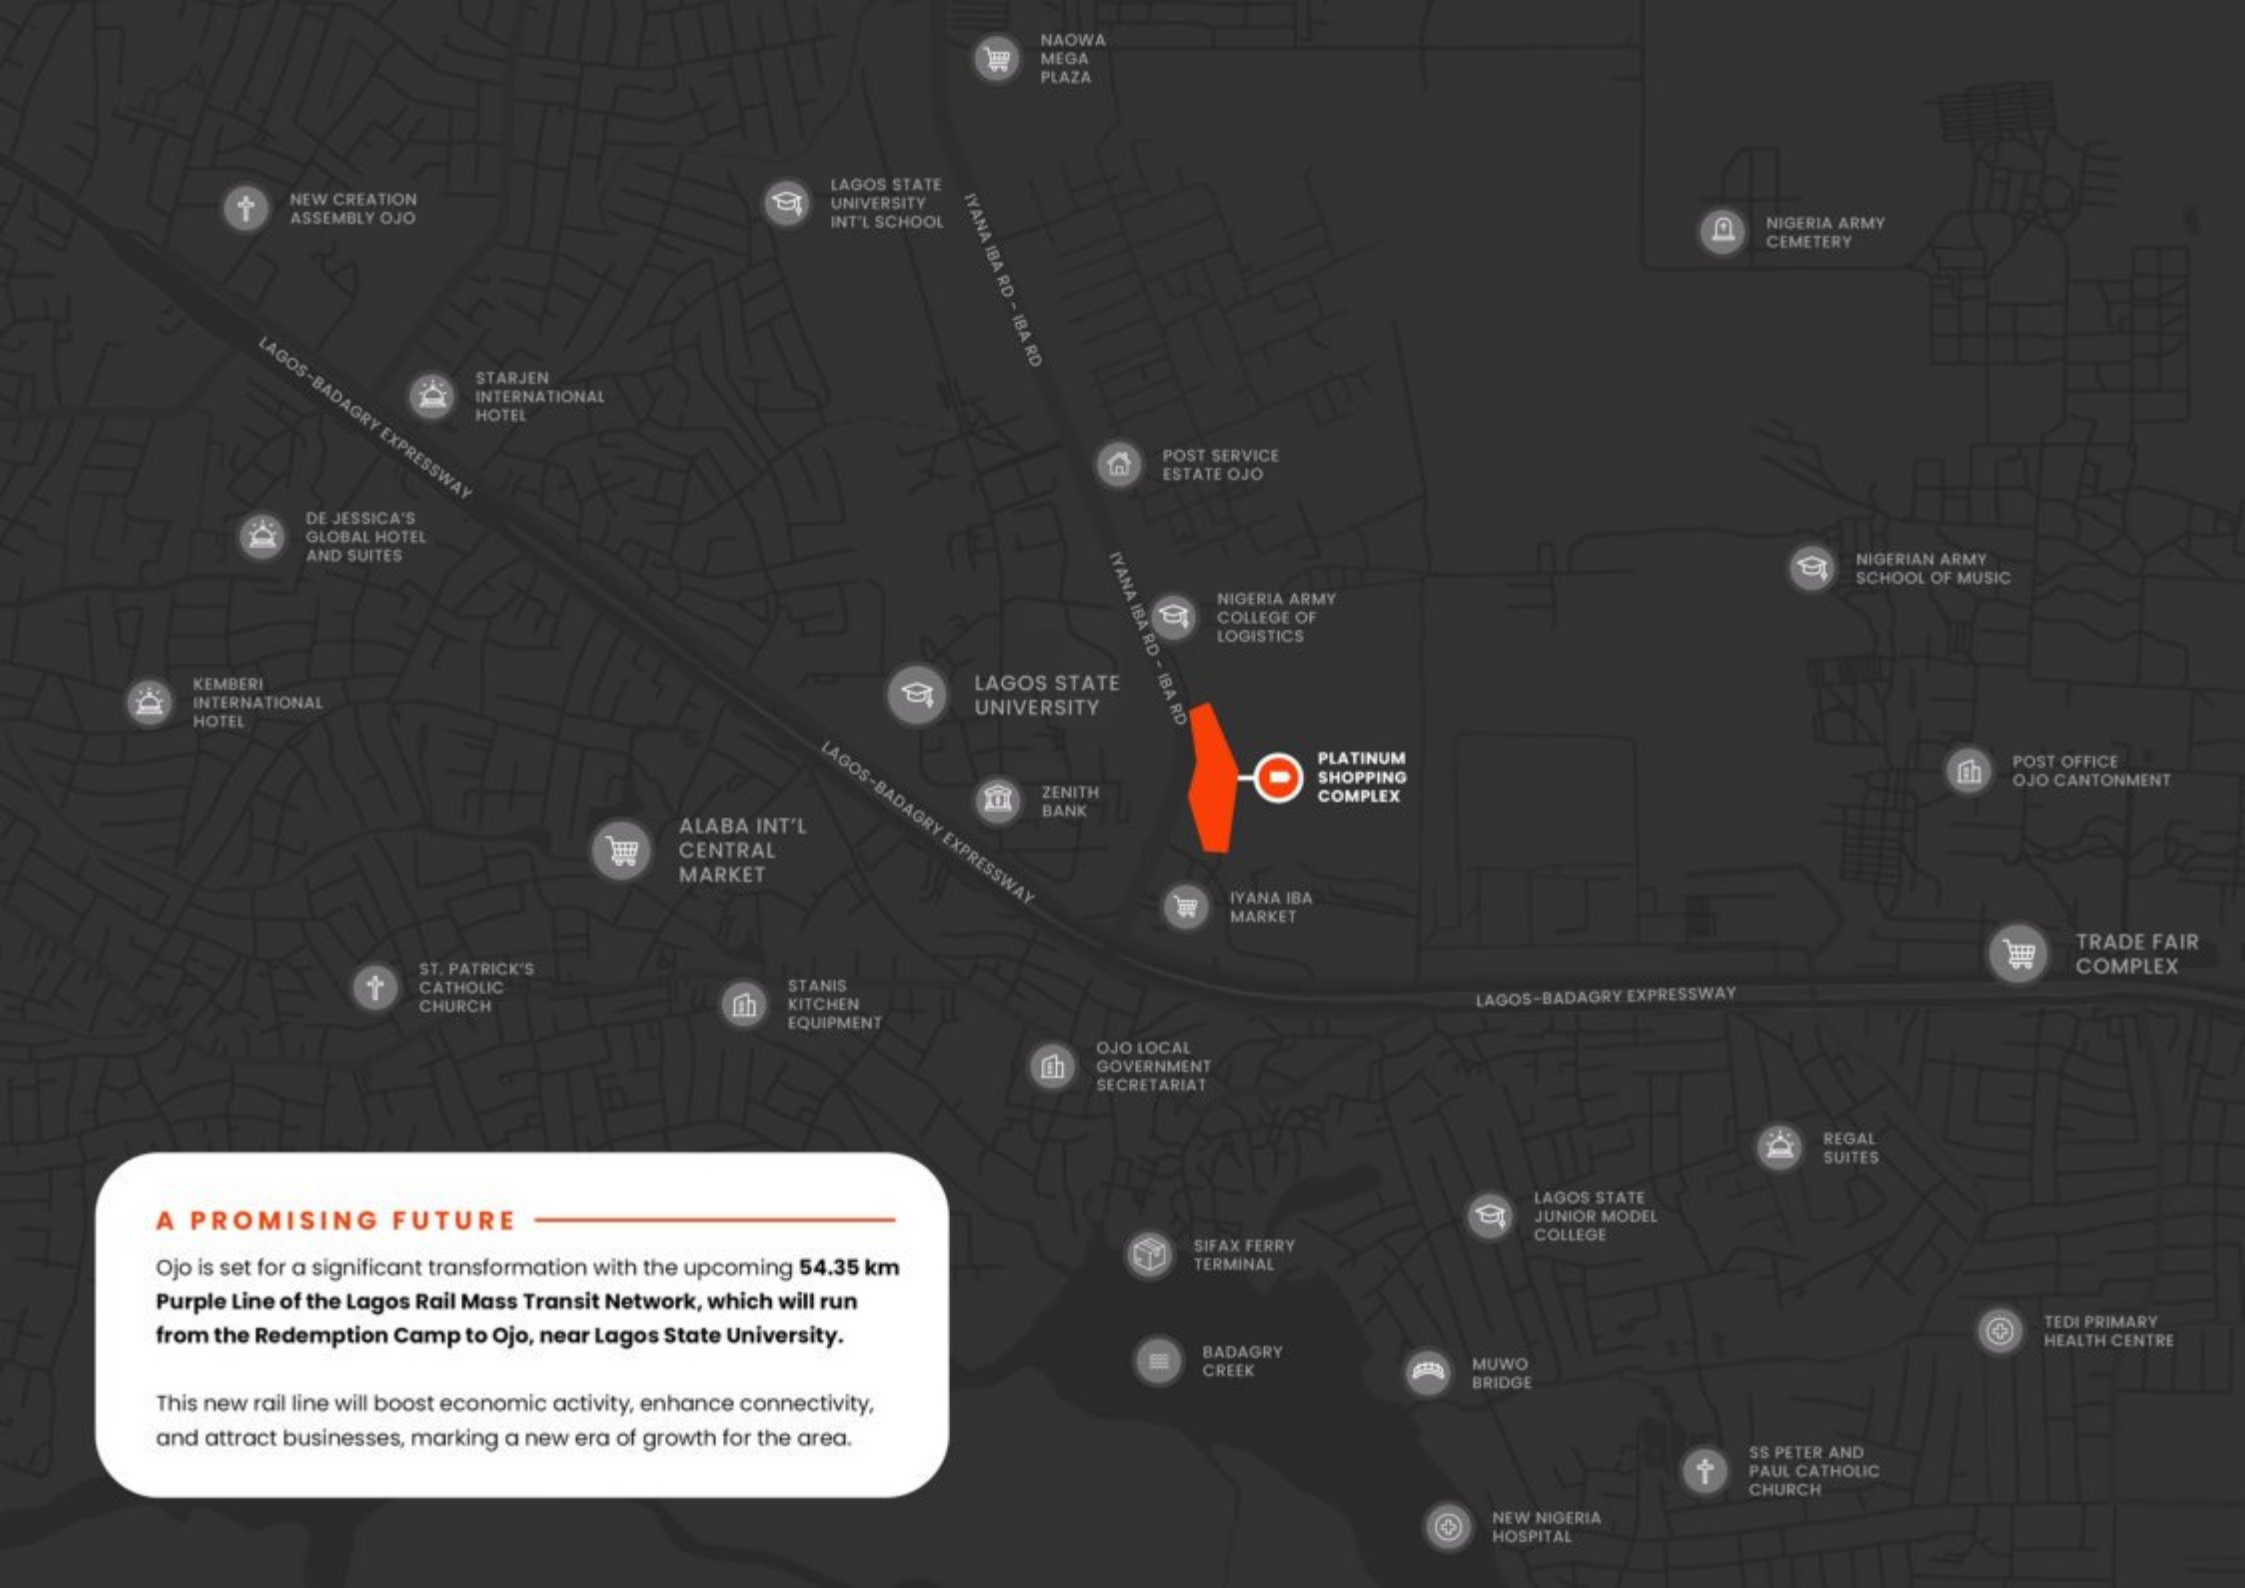 NAOWA
MEGA
PLAZA
NEW CREATION
ASSEMBLY OJO
LAGOS STATE
UNIVERSITY
INT'L SCHOOL
IYANA IBA RD - IBA RD
NIGERIA ARMY
CEMETERY
LAGOS-BADAGRY EXPRESSWAY
STARJEN
INTERNATIONAL
HOTEL
POST SERVICE
ESTATE OJO
DE JESSICA'S
GLOBAL HOTEL
AND SUITES
IYANA IBA RD - IBA RD
NIGERIAN ARMY
SCHOOL OF MUSIC
NIGERIA ARMY
COLLEGE OF
LOGISTICS
KEMBERI
INTERNATIONAL
HOTEL
LAGOS STATE
UNIVERSITY
PLATINUM
SHOPPING
COMPLEX
POST OFFICE
OJO CANTONMENT
LAGOS-BADAGRY EXPRESSWAY
ZENITH
BANK
ALABA INT'L
CENTRAL
MARKET
IYANA IBA
MARKET
TRADE FAIR
COMPLEX
ST. PATRICK'S
CATHOLIC
CHURCH
STANIS
KITCHEN
EQUIPMENT
LAGOS-BADAGRY EXPRESSWAY
OJO LOCAL
GOVERNMENT
SECRETARIAT
REGAL
SUITES
LAGOS STATE
JUNIOR MODEL
COLLEGE
SIFAX FERRY
TERMINAL
TEDI PRIMARY
HEALTH CENTRE
BADAGRY
CREEK
MUWO
BRIDGE
SS PETER AND
PAUL CATHOLIC
CHURCH
NEW NIGERIA
HOSPITAL
A PROMISING FUTURE
Ojo is set for a significant transformation with the upcoming 54.35 km
Purple Line of the Lagos Rail Mass Transit Network, which will run
from the Redemption Camp to Ojo, near Lagos State University.
This new rail line will boost economic activity, enhance connectivity,
and attract businesses, marking a new era of growth for the area.